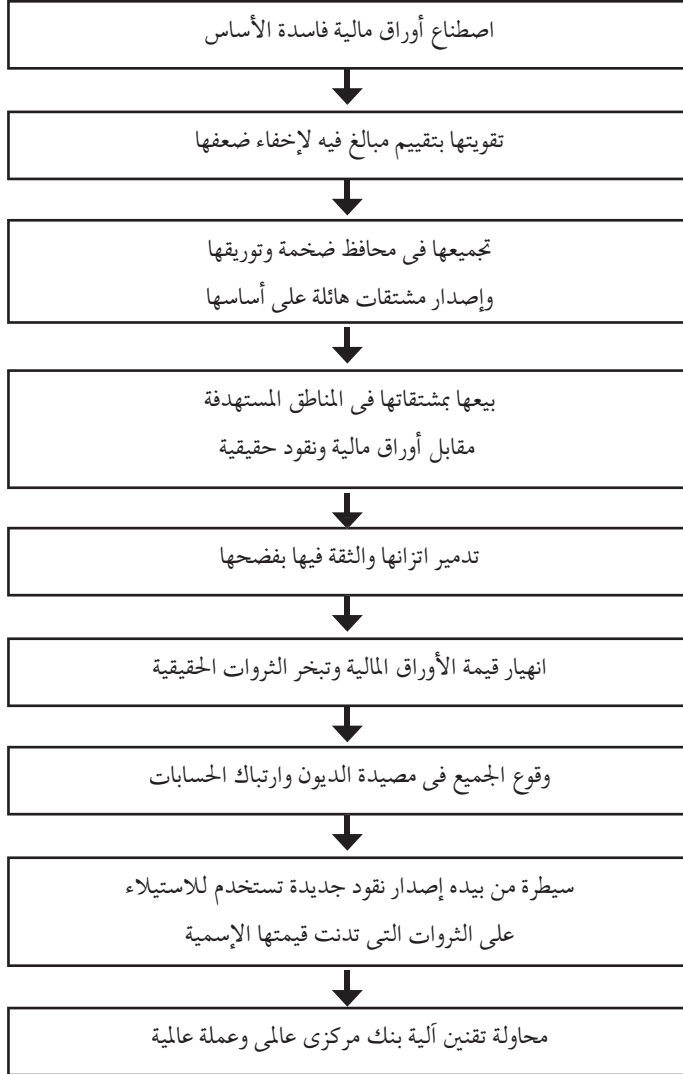 اصطناع أوراق مالية فاسدة الأساس
تقويتها بتقييم مبالغ فيه لإخفاء ضعفها
تجميعها فى محافظ ضخمة وتوريقها
وإصدار مشتقات هائلة على أساسها
بيعها بمشتقاتها فى المناطق المستهدفة
مقابل أوراق مالية ونقود حقيقية
تدمير اتزانها والثقة فيها بفضحها
انهيار قيمة الأوراق المالية وتبخر الثروات الحقيقية
وقوع الجميع فى مصيدة الديون وارتباك الحسابات
سيطرة من بيده إصدار نقود جديدة تستخدم للاستيلاء
على الثروات التى تدنت قيمتها الإسمية
محاولة تقنين آلية بنك مركزى عالمى وعملة عالمية